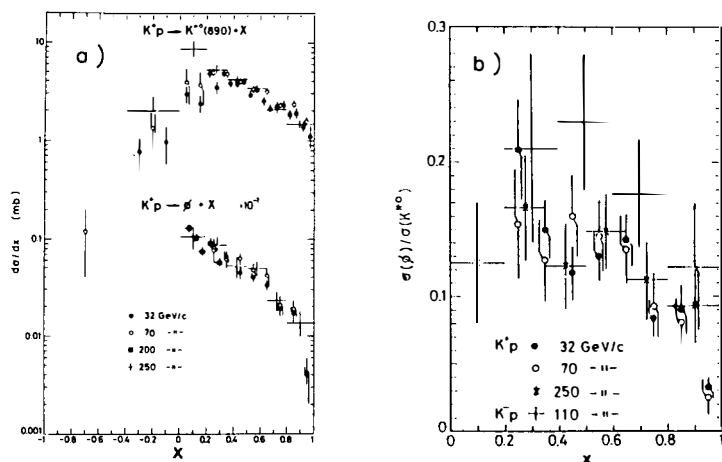 a)
K⁺p → K*⁰(890) + X
K⁺p → ϕ + X ×10⁻¹
dσ/dx (mb)
10
1
0.1
0.01
0.001
32 GeV/c
70 -»-
200 -»-
250 -»-
-1 -0.8 -0.6 -0.4 -0.2 0 0.2 0.4 0.6 0.8 1
X
b)
σ(ϕ)/σ(K*⁰)
0.3
0.2
0.1
0
K⁺p 32 GeV/c
70 -"-
250 -"-
K⁻p 110 -"-
0 0.2 0.4 0.6 0.8 1
X